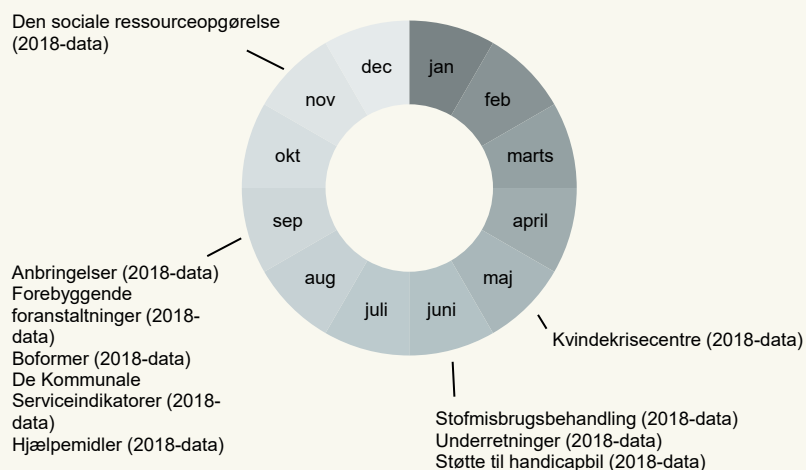 Den sociale ressourceopgørelse
(2018-data)
dec
jan
nov
feb
okt
marts
sep
april
aug
maj
juli
juni
Anbringelser (2018-data)
Forebyggende
foranstaltninger (2018-
data)
Boformer (2018-data)
De Kommunale
Serviceindikatorer (2018-
data)
Hjælpemidler (2018-data)
Kvindekrisecentre (2018-data)
Stofmisbrugsbehandling (2018-data)
Underretninger (2018-data)
Støtte til handicapbil (2018-data)